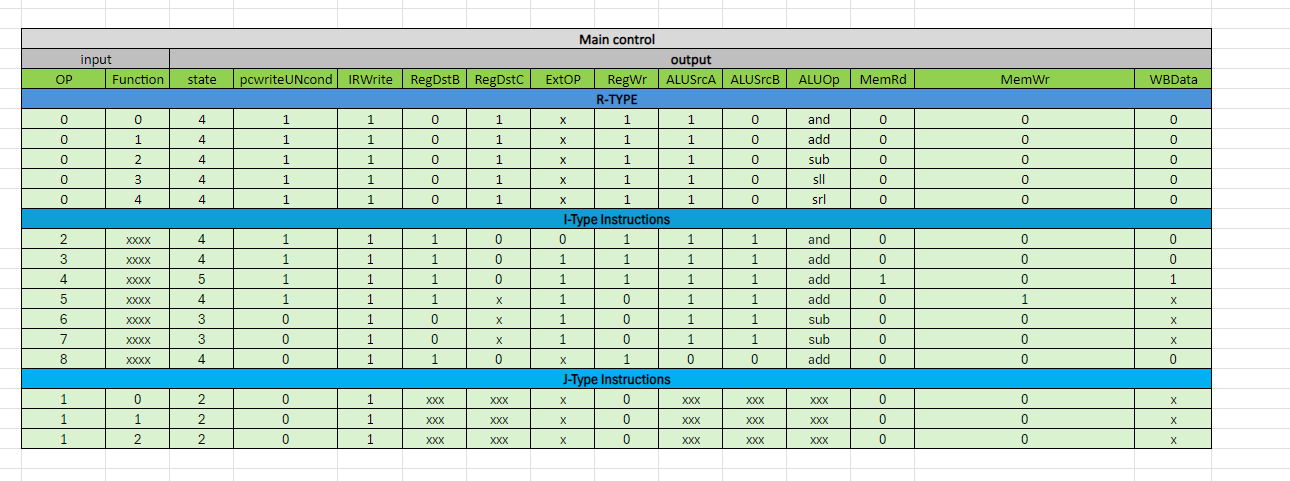 Main control
input output
OP Function state pcwriteUNcond IRWrite RegDstB RegDstC ExtOP RegWr ALUSrcA ALUSrcB ALUOp MemRd MemWr WBData
R-TYPE
0 0 4 1 1 0 1 x 1 1 0 and 0 0 0
0 1 4 1 1 0 1 x 1 1 0 add 0 0 0
0 2 4 1 1 0 1 x 1 1 0 sub 0 0 0
0 3 4 1 1 0 1 x 1 1 0 sll 0 0 0
0 4 4 1 1 0 1 x 1 1 0 srl 0 0 0
I-Type Instructions
2 xxxx 4 1 1 1 0 0 1 1 1 and 0 0 0
3 xxxx 4 1 1 1 0 1 1 1 1 add 0 0 0
4 xxxx 5 1 1 1 0 1 1 1 1 add 1 0 1
5 xxxx 4 1 1 1 x 1 0 1 1 add 0 1 x
6 xxxx 3 0 1 0 x 1 0 1 1 sub 0 0 x
7 xxxx 3 0 1 0 x 1 0 1 1 sub 0 0 x
8 xxxx 4 0 1 1 0 x 1 0 0 add 0 0 0
J-Type Instructions
1 0 2 0 1 xxx xxx x 0 xxx xxx xxx 0 0 x
1 1 2 0 1 xxx xxx x 0 xxx xxx xxx 0 0 x
1 2 2 0 1 xxx xxx x 0 xxx xxx xxx 0 0 x